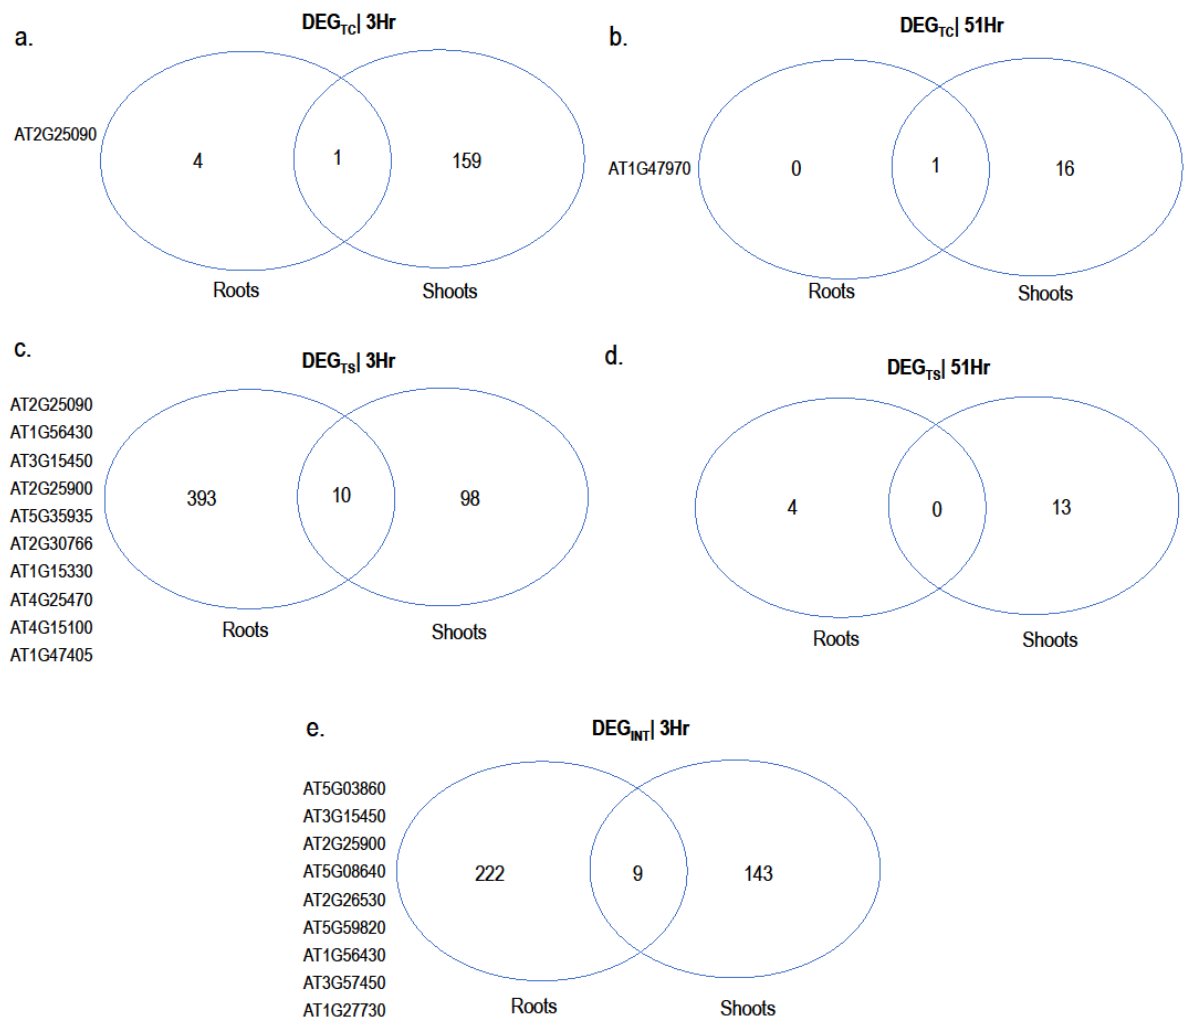 a.
DEGTC| 3Hr
AT2G25090
4
1
159
Roots
Shoots
b.
DEGTC| 51Hr
AT1G47970
0
1
16
Roots
Shoots
c.
DEGTS| 3Hr
AT2G25090
AT1G56430
AT3G15450
AT2G25900
AT5G35935
AT2G30766
AT1G15330
AT4G25470
AT4G15100
AT1G47405
393
10
98
Roots
Shoots
d.
DEGTS| 51Hr
4
0
13
Roots
Shoots
e.
DEGINT| 3Hr
AT5G03860
AT3G15450
AT2G25900
AT5G08640
AT2G26530
AT5G59820
AT1G56430
AT3G57450
AT1G27730
222
9
143
Roots
Shoots